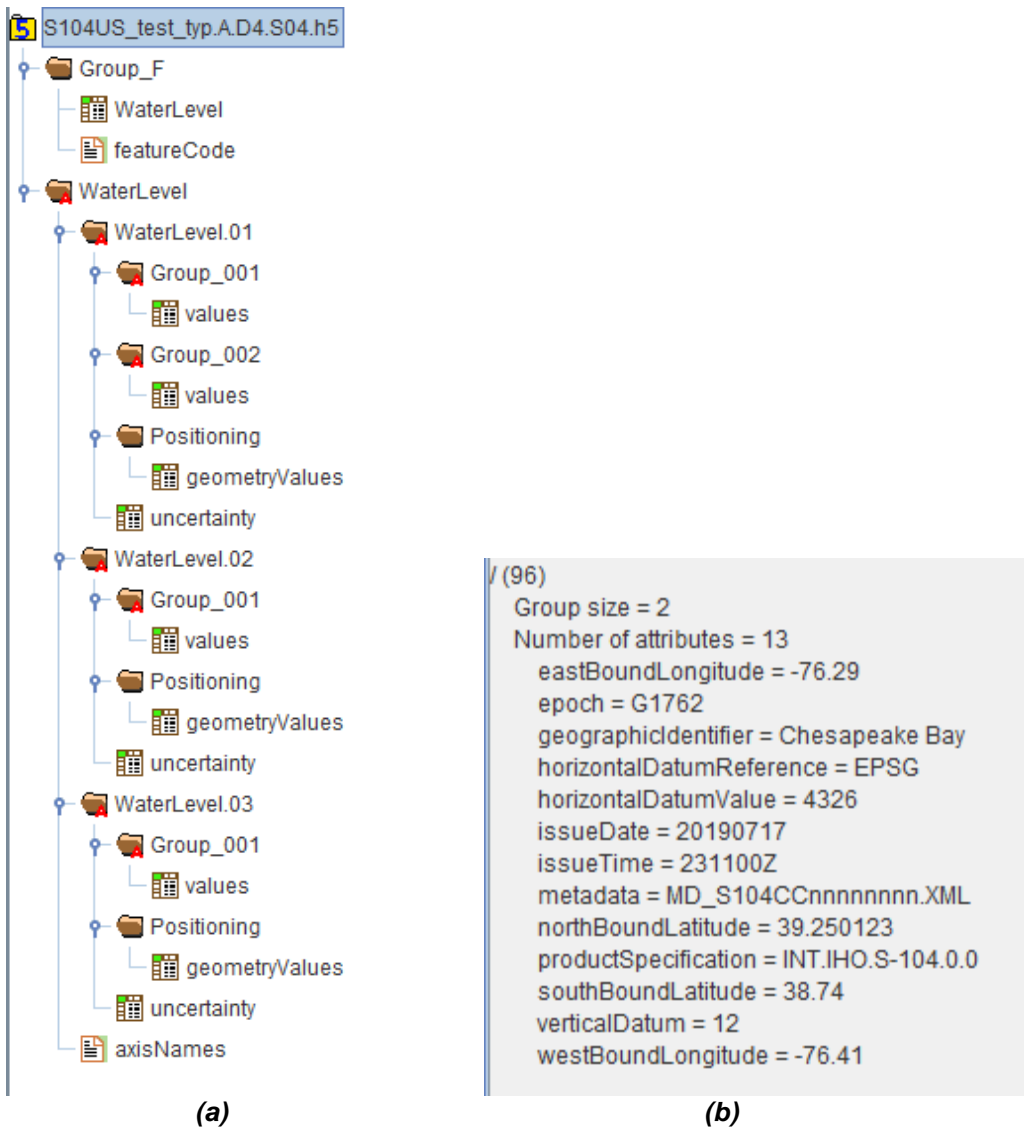 S104US_test_typ.A.D4.S04.h5
Group_F
WaterLevel
featureCode
WaterLevel
WaterLevel.01
Group_001
values
Group_002
values
Positioning
geometryValues
uncertainty
WaterLevel.02
Group_001
values
Positioning
geometryValues
uncertainty
WaterLevel.03
Group_001
values
Positioning
geometryValues
uncertainty
axisNames
(a)
/ (96)
Group size = 2
Number of attributes = 13
eastBoundLongitude = -76.29
epoch = G1762
geographicIdentifier = Chesapeake Bay
horizontalDatumReference = EPSG
horizontalDatumValue = 4326
issueDate = 20190717
issueTime = 231100Z
metadata = MD_S104CCnnnnnnnn.XML
northBoundLatitude = 39.250123
productSpecification = INT.IHO.S-104.0.0
southBoundLatitude = 38.74
verticalDatum = 12
westBoundLongitude = -76.41
(b)